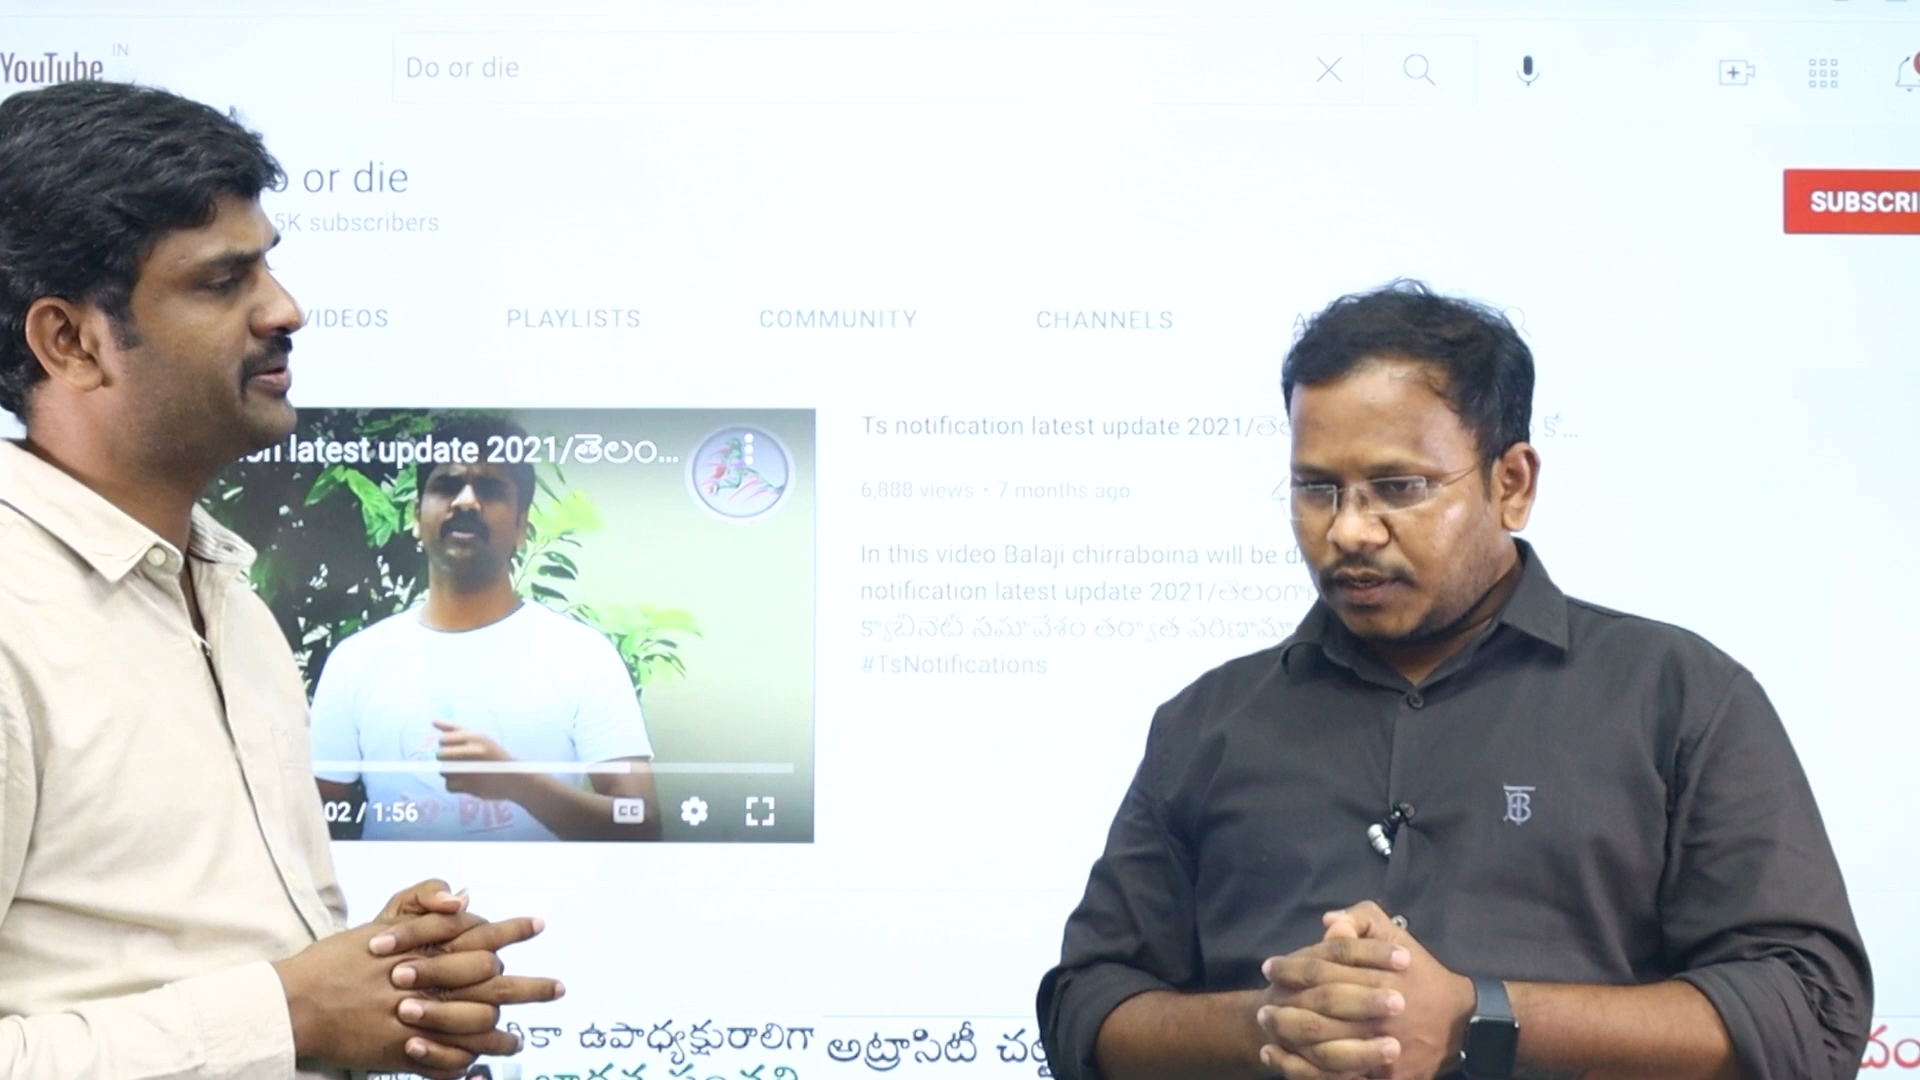 YouTube IN
Do or die
or die
5K subscribers
SUBSCRI
VIDEOS PLAYLISTS COMMUNITY CHANNELS
latest update 2021/తెలం...
Ts notification latest update 2021/తె
6,888 views • 7 months ago
In this video Balaji chirraboina will be d
notification latest update 2021/తెలంగాణ
క్యాబినెట్ సమావేశం తర్వాత పరిణామా
#TsNotifications
02 / 1:56
CC
ఉపాధ్యక్షురాలిగా
అట్రాసిటీ చట్ట